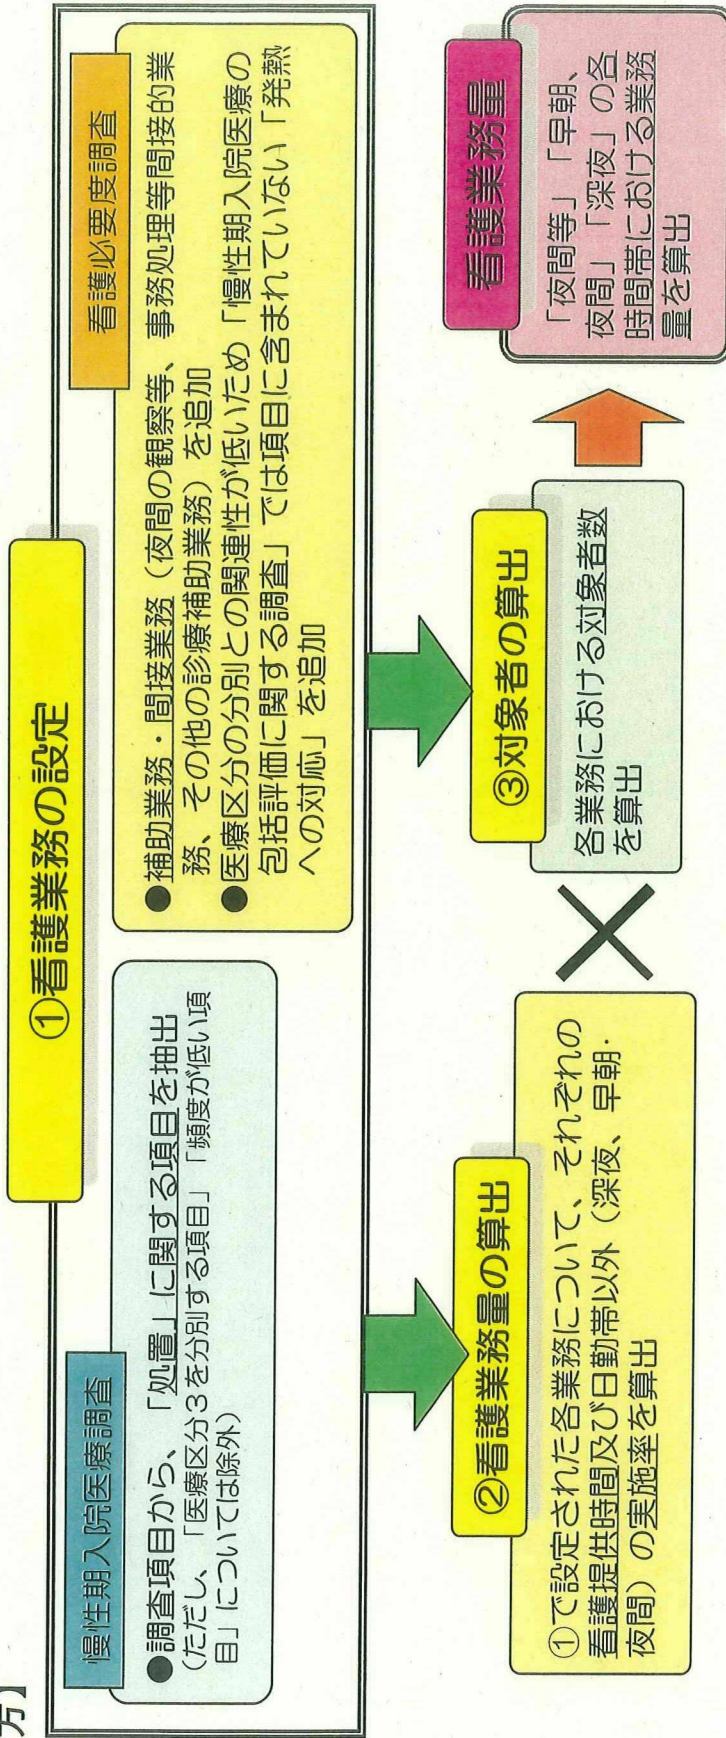 方】
①看護業務の設定
慢性期入院医療調査
●調査項目から、「処置」に関する項目を抽出
(ただし、「医療区分3を分別する項目」「頻度が低い項
目」については除外)
看護必要度調査
●補助業務・間接業務（夜間の観察等、事務処理等間接的業
務、その他の診療補助業務）を追加
●医療区分の分別との関連性が低いため「慢性期入院医療の
包括評価に関する調査」では項目に含まれていない「発熱
への対応」を追加
②看護業務量の算出
①で設定された各業務について、それぞれの
看護提供時間及び日勤帯以外（深夜、早朝・
夜間）の実施率を算出
×
③対象者の算出
各業務における対象者数
を算出
看護業務量
「夜間等」「早朝、
夜間」「深夜」の各
時間帯における業務
量を算出